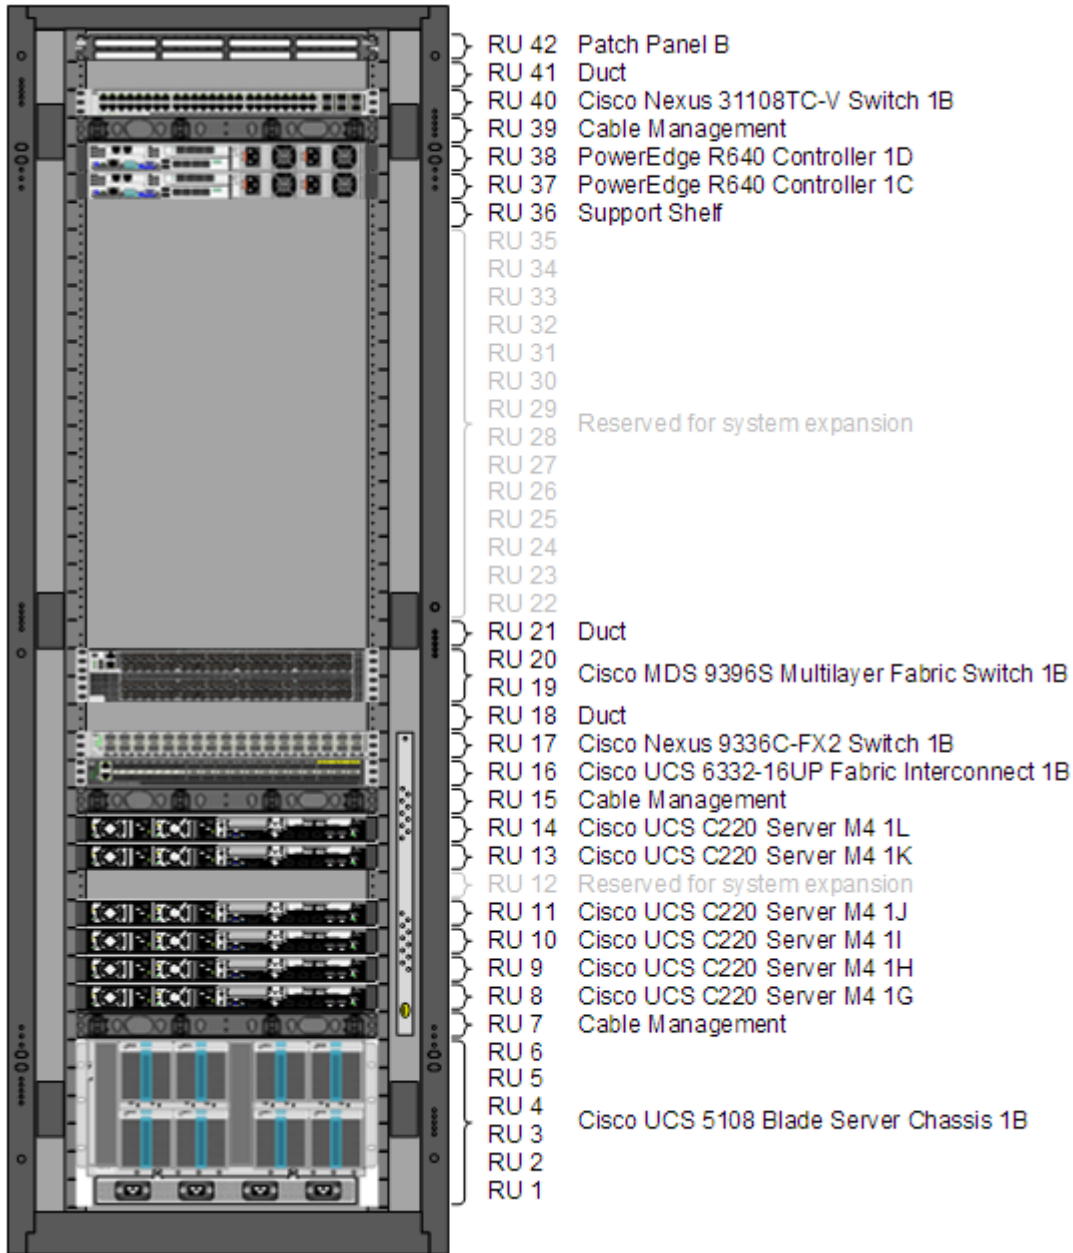 RU 42 Patch Panel B
RU 41 Duct
RU 40 Cisco Nexus 31108TC-V Switch 1B
RU 39 Cable Management
RU 38 PowerEdge R640 Controller 1D
RU 37 PowerEdge R640 Controller 1C
RU 36 Support Shelf
RU 35
RU 34
RU 33
RU 32
RU 31
RU 30
RU 29
Reserved for system expansion
RU 28
RU 27
RU 26
RU 25
RU 24
RU 23
RU 22
RU 21 Duct
RU 20
Cisco MDS 9396S Multilayer Fabric Switch 1B
RU 19
RU 18 Duct
RU 17 Cisco Nexus 9336C-FX2 Switch 1B
RU 16 Cisco UCS 6332-16UP Fabric Interconnect 1B
RU 15 Cable Management
RU 14 Cisco UCS C220 Server M4 1L
RU 13 Cisco UCS C220 Server M4 1K
RU 12 Reserved for system expansion
RU 11 Cisco UCS C220 Server M4 1J
RU 10 Cisco UCS C220 Server M4 1I
RU 9 Cisco UCS C220 Server M4 1H
RU 8 Cisco UCS C220 Server M4 1G
RU 7 Cable Management
RU 6
RU 5
RU 4
Cisco UCS 5108 Blade Server Chassis 1B
RU 3
RU 2
RU 1